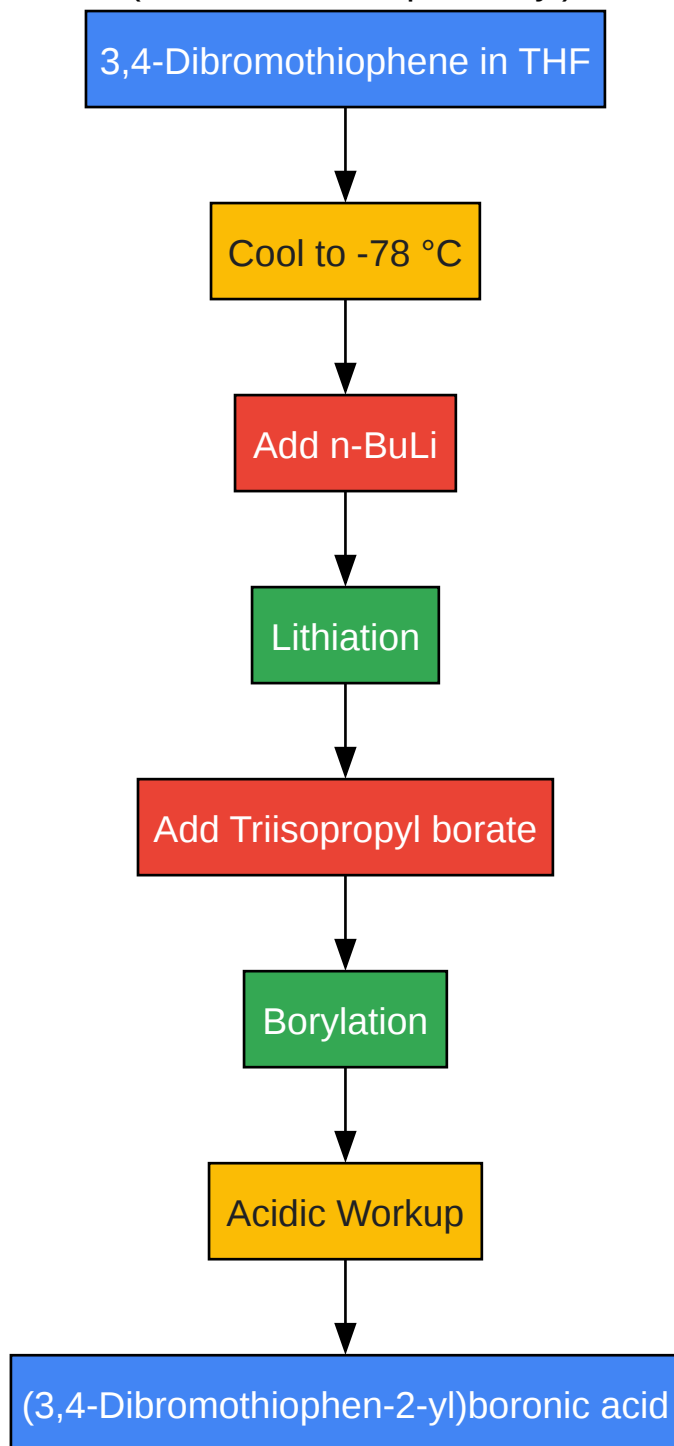 3,4-Dibromothiophene in THF
Cool to -78 °C
Add n-BuLi
Lithiation
Add Triisopropyl borate
Borylation
Acidic Workup
(3,4-Dibromothiophen-2-yl)boronic acid